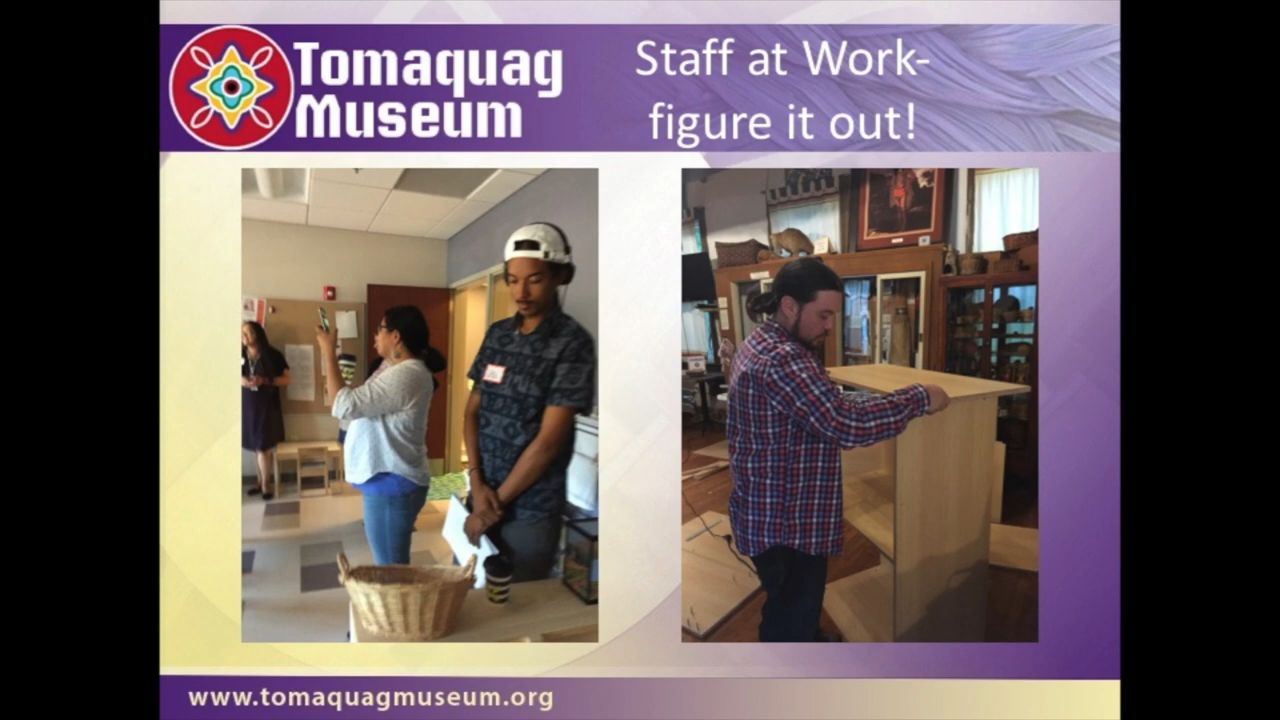 Tomaquag
Museum
Staff at Work-
figure it out!
www.tomaquagmuseum.org